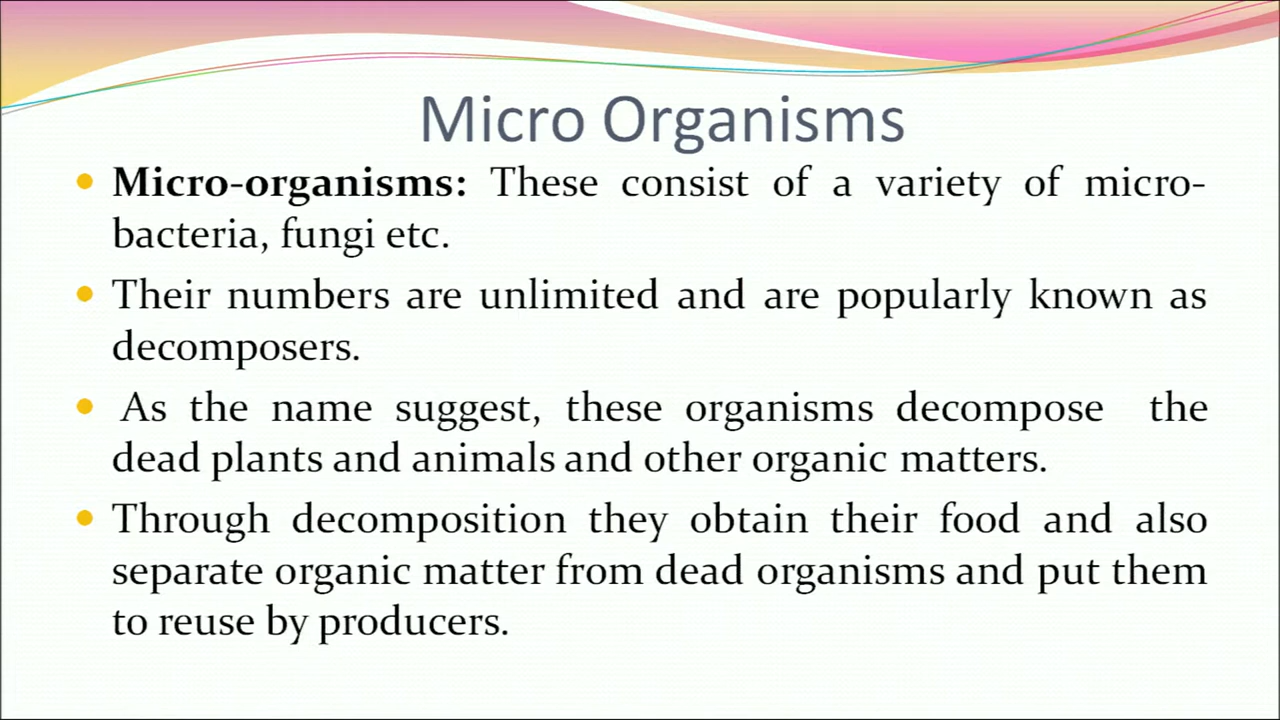 Micro Organisms
Micro-organisms: These consist of a variety of micro-
bacteria, fungi etc.
Their numbers are unlimited and are popularly known as
decomposers.
As the name suggest, these organisms decompose the
dead plants and animals and other organic matters.
Through decomposition they obtain their food and also
separate organic matter from dead organisms and put them
to reuse by producers.